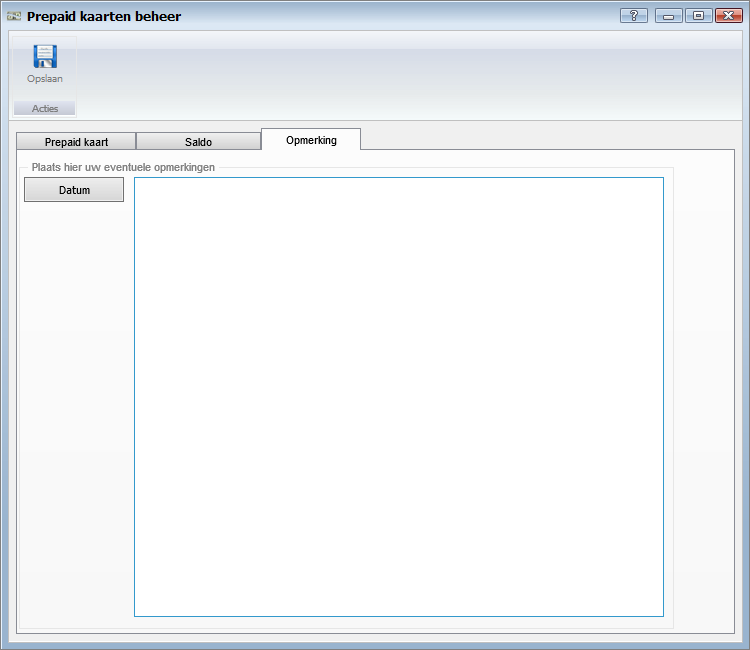 Prepaid kaarten beheer
Opslaan
Acties
Prepaid kaart
Saldo
Opmerking
Plaats hier uw eventuele opmerkingen
Datum